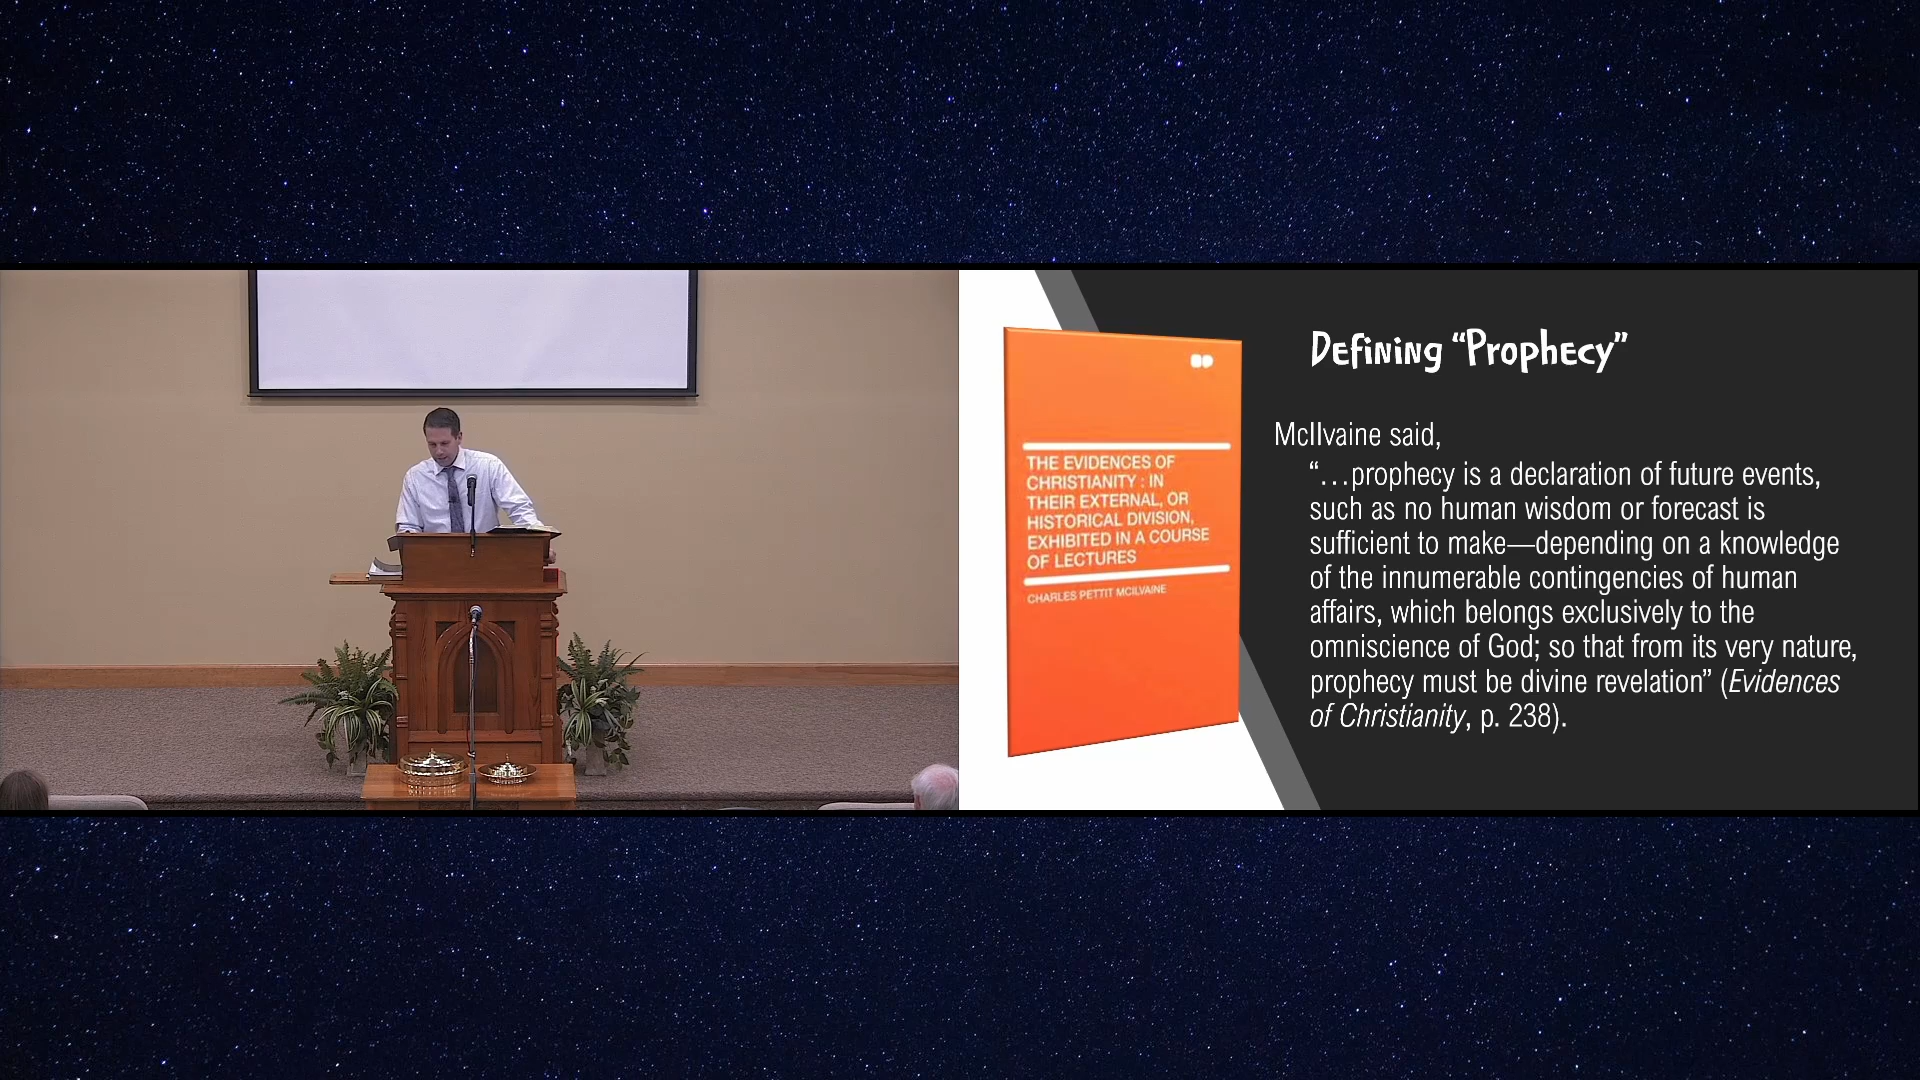 Defining “Prophecy”
THE EVIDENCES OF
CHRISTIANITY : IN
THEIR EXTERNAL, OR
HISTORICAL DIVISION,
EXHIBITED IN A COURSE
OF LECTURES
CHARLES PETTIT MCILVAINE
McIlvaine said,
“…prophecy is a declaration of future events,
such as no human wisdom or forecast is
sufficient to make—depending on a knowledge
of the innumerable contingencies of human
affairs, which belongs exclusively to the
omniscience of God; so that from its very nature,
prophecy must be divine revelation” (Evidences
of Christianity, p. 238).